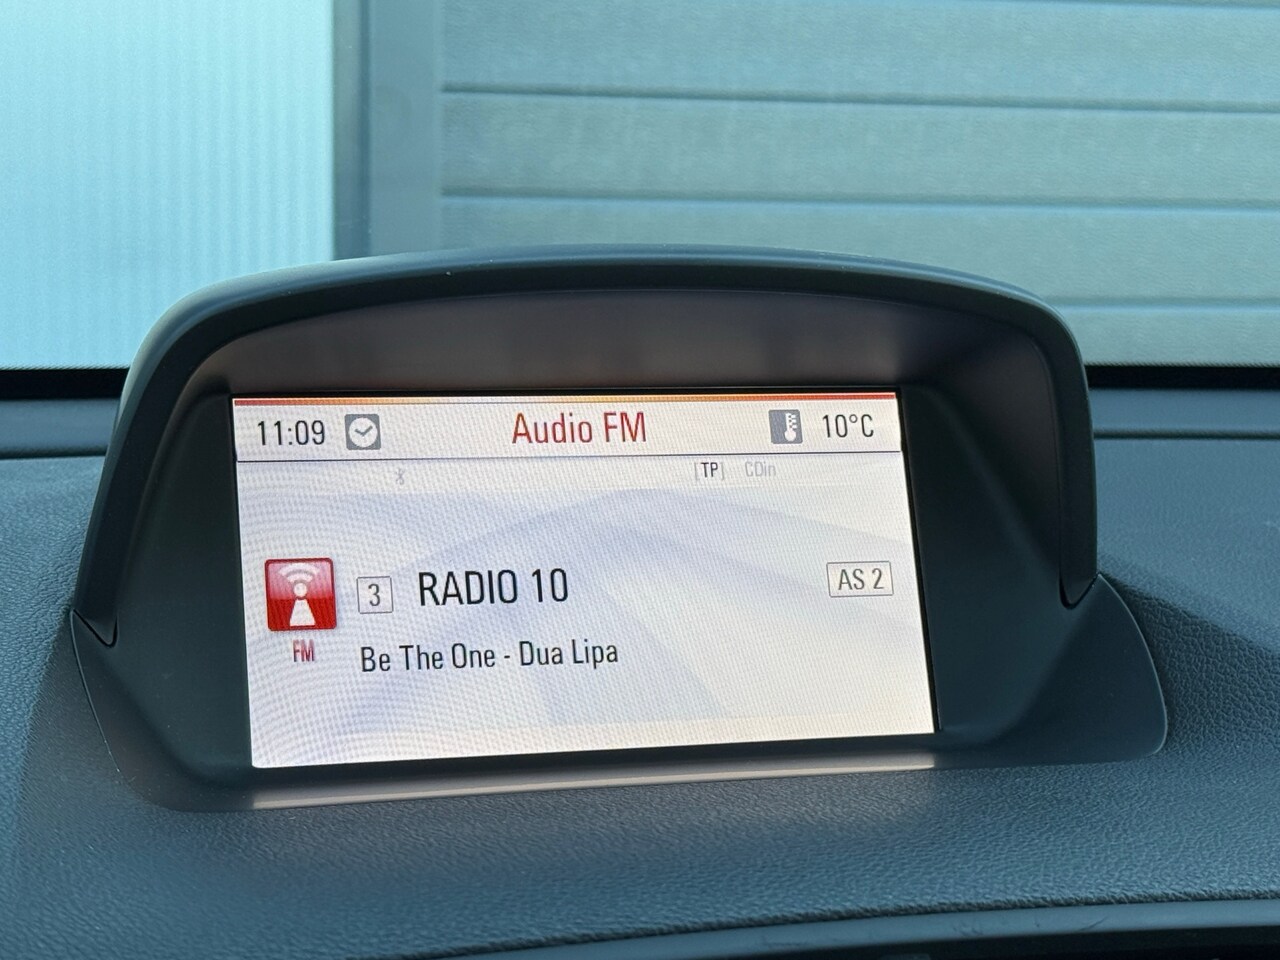 11:09 Audio FM 10°C
[TP] CDin
3 RADIO 10 AS 2
FM
Be The One - Dua Lipa